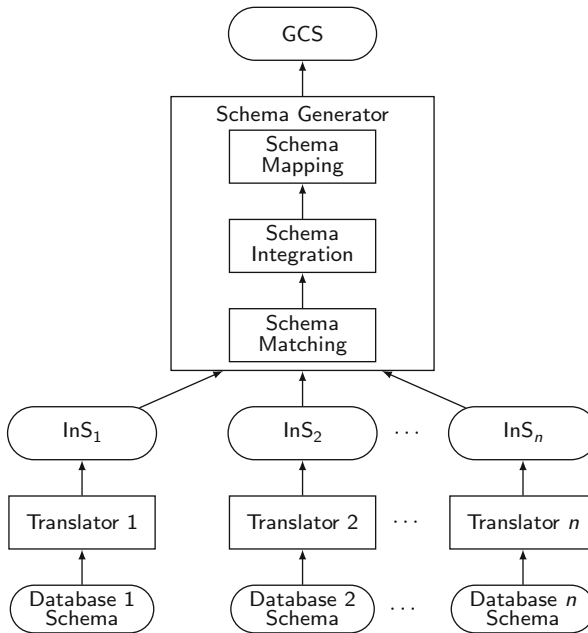 GCS
Schema Generator
Schema
Mapping
Schema
Integration
Schema
Matching
InS₁
InS₂
···
InSₙ
Translator 1
Translator 2
···
Translator n
Database 1
Schema
Database 2
Schema
···
Database n
Schema